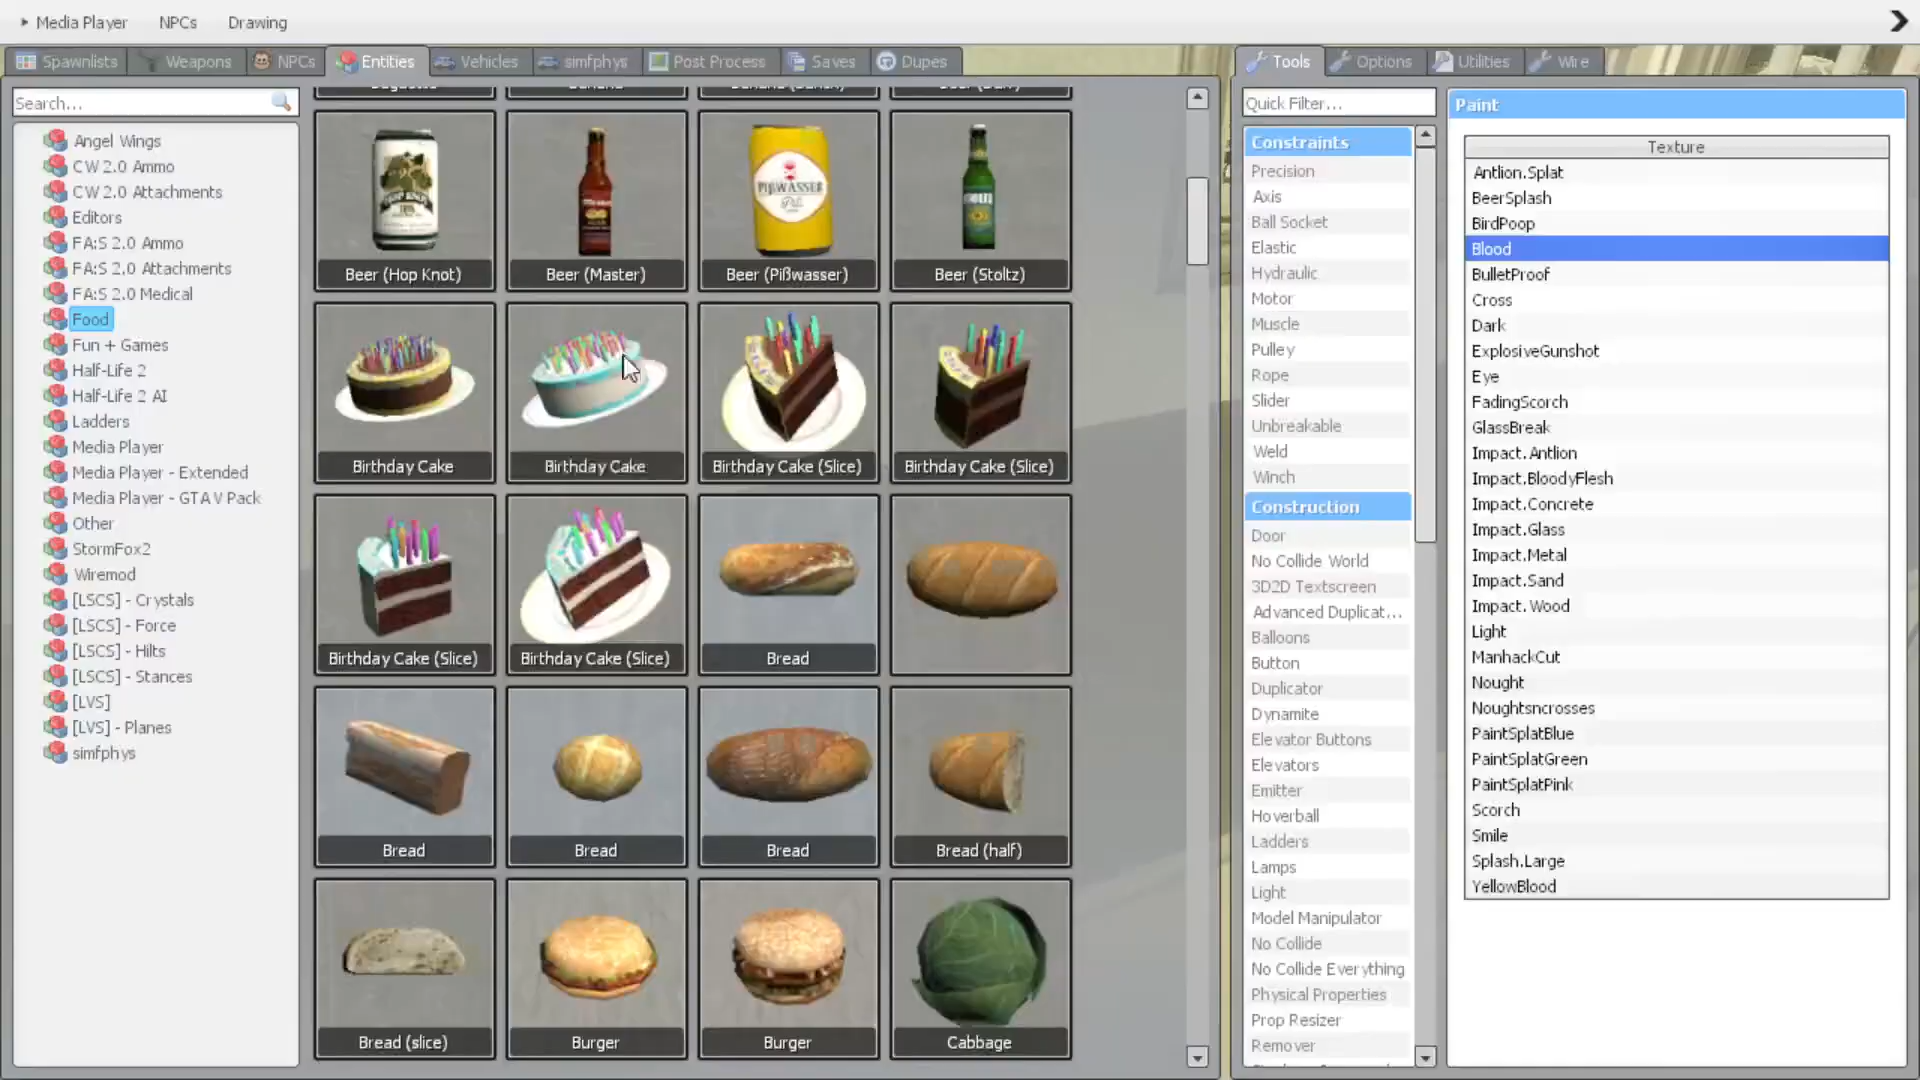 Media Player NPCs Drawing
Spawnlists Weapons NPCs Entities Vehicles simfphys Post Process Saves Dupes
Tools Options Utilities Wire
Search...
Angel Wings
CW 2.0 Ammo
CW 2.0 Attachments
Editors
FA:S 2.0 Ammo
FA:S 2.0 Attachments
FA:S 2.0 Medical
Food
Fun + Games
Half-Life 2
Half-Life 2 AI
Ladders
Media Player
Media Player - Extended
Media Player - GTA V Pack
Other
StormFox2
Wiremod
[LSCS] - Crystals
[LSCS] - Force
[LSCS] - Hilts
[LSCS] - Stances
[LVS]
[LVS] - Planes
simfphys
PIßWASSER
Beer (Hop Knot) Beer (Master) Beer (Pißwasser) Beer (Stoltz)
Birthday Cake Birthday Cake Birthday Cake (Slice) Birthday Cake (Slice)
Birthday Cake (Slice) Birthday Cake (Slice) Bread
Bread Bread Bread Bread (half)
Bread (slice) Burger Burger Cabbage
Quick Filter...
Constraints
Precision
Axis
Ball Socket
Elastic
Hydraulic
Motor
Muscle
Pulley
Rope
Slider
Unbreakable
Weld
Winch
Construction
Door
No Collide World
3D2D Textscreen
Advanced Duplicat...
Balloons
Button
Duplicator
Dynamite
Elevator Buttons
Elevators
Emitter
Hoverball
Ladders
Lamps
Light
Model Manipulator
No Collide
No Collide Everything
Physical Properties
Prop Resizer
Remover
Paint
Texture
Antlion.Splat
BeerSplash
BirdPoop
Blood
BulletProof
Cross
Dark
ExplosiveGunshot
Eye
FadingScorch
GlassBreak
Impact.Antlion
Impact.BloodyFlesh
Impact.Concrete
Impact.Glass
Impact.Metal
Impact.Sand
Impact.Wood
Light
ManhackCut
Nought
Noughtsncrosses
PaintSplatBlue
PaintSplatGreen
PaintSplatPink
Scorch
Smile
Splash.Large
YellowBlood